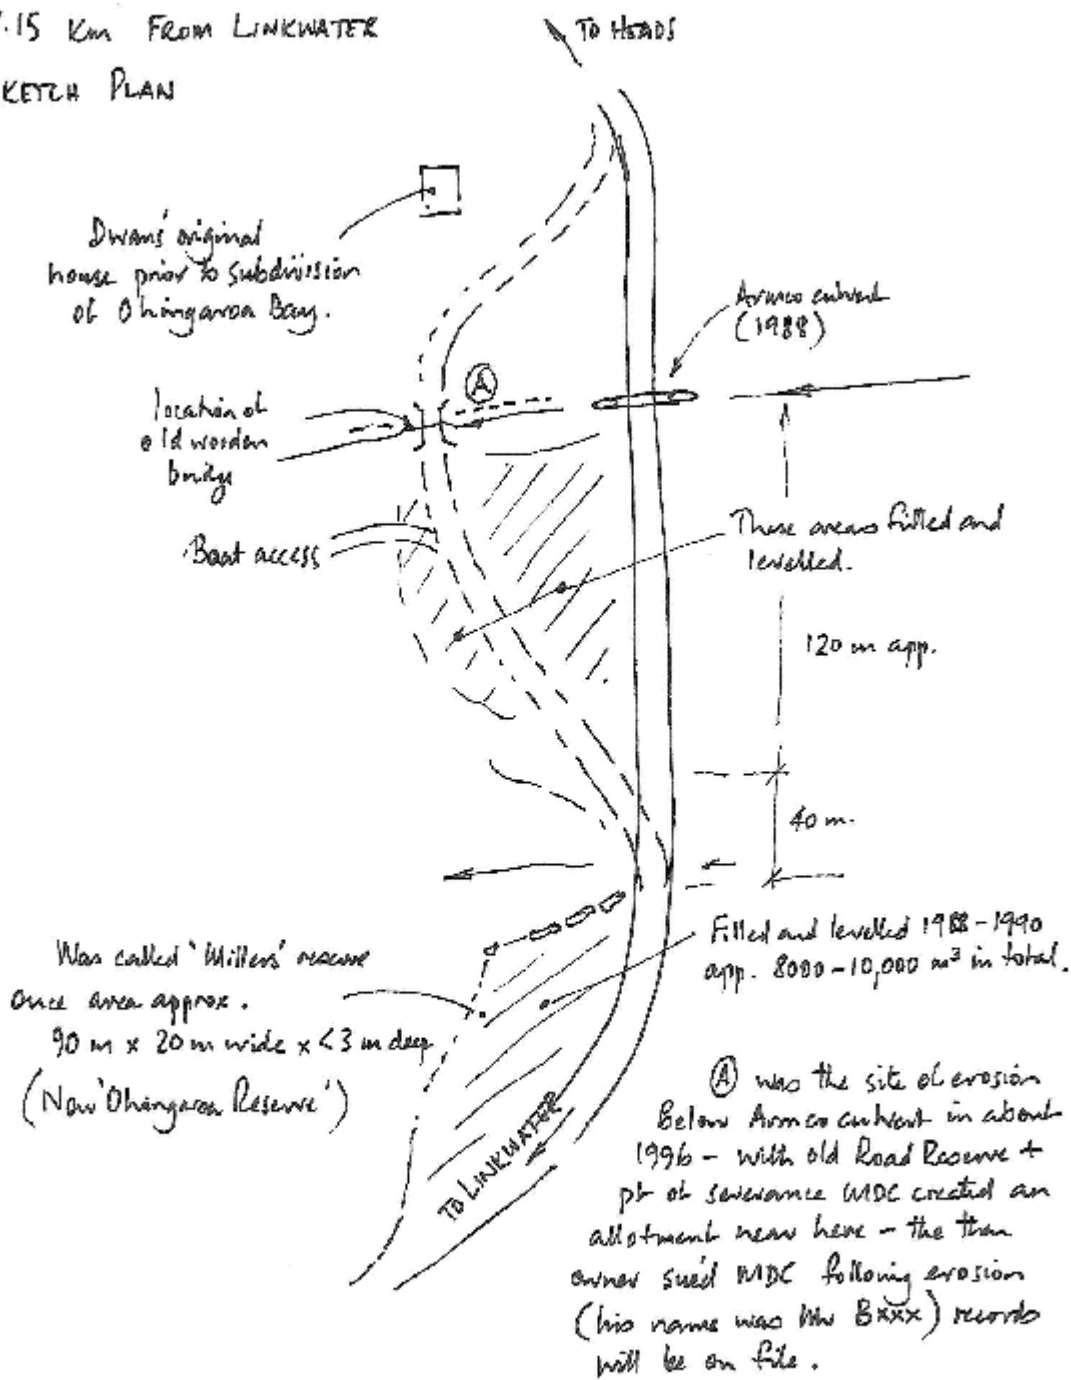 .15 Km FROM LINKWATER
KETCH PLAN
TO HEADS
Dwans' original
house prior to subdivision
of Ohingaroa Bay.
Armco culvert
(1988)
A
location of
old wooden
bridge
Boat access
These areas filled and
levelled.
120 m app.
40 m.
Was called 'Millers' reserve
once area approx.
90 m x 20 m wide x <3 m deep
(Now 'Ohingaroa Reserve')
Filled and levelled 1988-1990
app. 8000-10,000 m³ in total.
TO LINKWATER
A was the site of erosion
Below Armco culvert in about
1996 - with old Road Reserve +
pt of severance MDC created an
allotment near here - the then
owner sued MDC following erosion
(his name was Mr Bxxx) records
will be on file.